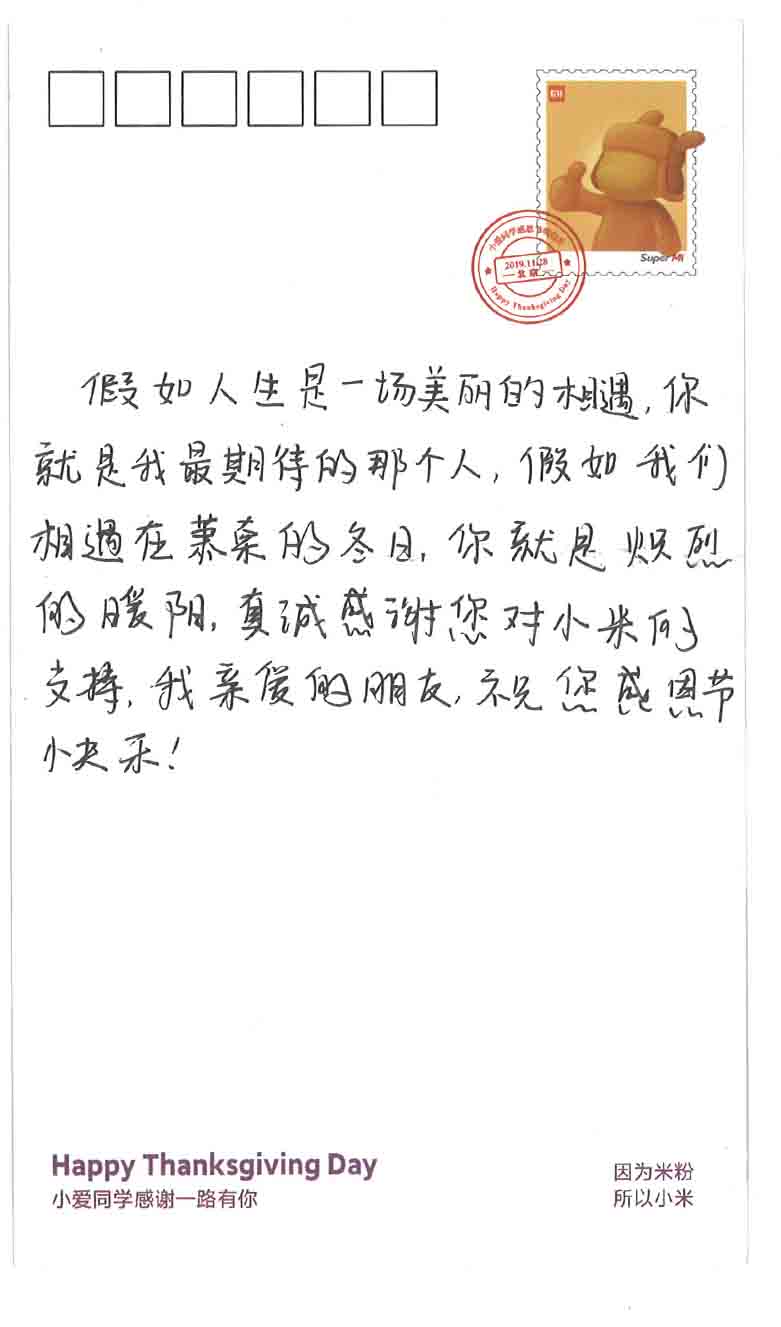 MI
Super Mi
小爱同学感恩
2019.11.28
北京
Happy Thanksgiving Day
假如人生是一场美丽的相遇,你
就是我最期待的那个人,假如我们
相遇在萧索的冬日,你就是炽烈
的暖阳,真诚感谢您对小米的
支持,我亲爱的朋友,祝您感恩节
快乐!
Happy Thanksgiving Day
小爱同学感谢一路有你
因为米粉
所以小米